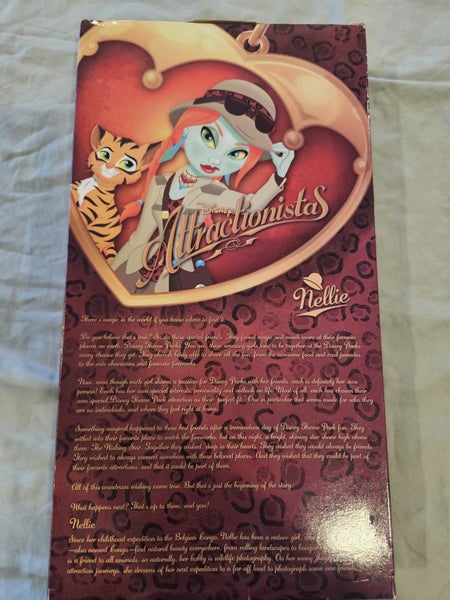 Disney
Attractionistas
Nellie
There's magic in the world if you know where to find it.
Do you believe that's true? So do these special friends. They found magic and much more at their favorite
places on earth: Disney Theme Parks. That's why these amazing girls love to be together at the Disney Parks
every chance they get. They cherish being able to share all the fun, from the awesome food and cool parades
to the cute characters and fantastic fireworks.
Now, even though each girl shares a passion for Disney Parks with her friends, each is definitely her own
person! Each has her own special interests, personality and outlook on life. Most of all, each has chosen their
own special Disney Theme Park attraction as their "perfect fit." One in particular that seems made for who they
are as individuals, and where they feel right at home.
Something magical happened to these best friends after a tremendous day of Disney Theme Park fun. They
settled into their favorite place to watch the fireworks, but on this night, a bright, shining star shone high above
them: The Wishing Star. Together they wished, deep in their hearts. They wished they would always be friends.
They wished to always connect somehow with these beloved places. And they wished that they could be part of
their favorite attractions, and that it could be part of them.
All of this wondrous wishing came true. But that's just the beginning of the story.
What happens next? That's up to them, and you!
Nellie
Since her childhood expedition to the Belgian Congo, Nellie has been a nature girl. She
—also named Congo—find natural beauty everywhere, from rolling landscapes to
is a friend to all animals, so naturally, her hobby is wildlife photography. On her many
attraction journeys, she dreams of her next expedition to a far off land to photograph some new